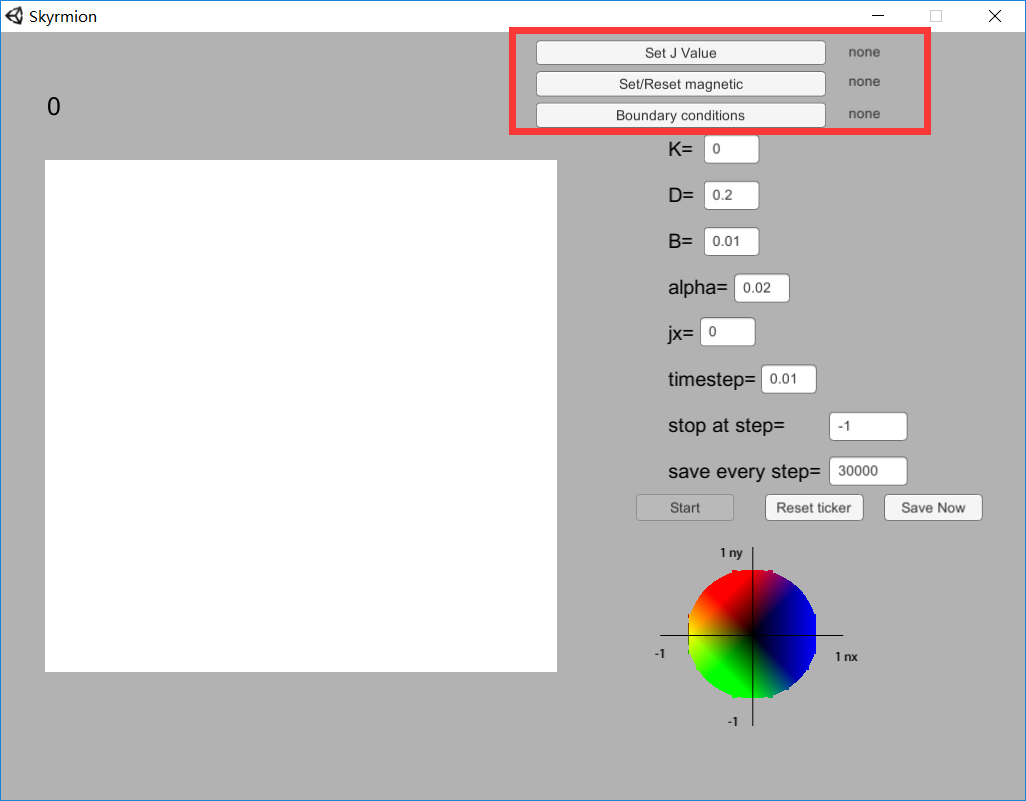 Skyrmion
Set J Value none
0
Set/Reset magnetic none
Boundary conditions none
K= 0
D= 0.2
B= 0.01
alpha= 0.02
jx= 0
timestep= 0.01
stop at step= -1
save every step= 30000
Start Reset ticker Save Now
1 ny
-1
1 nx
-1